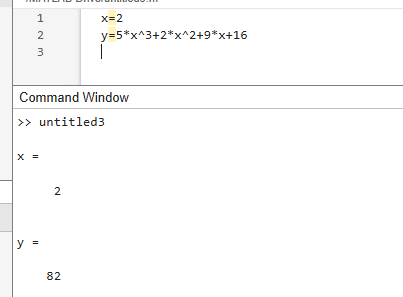 1 x=2
2 y=5*x^3+2*x^2+9*x+16
3
Command Window
>> untitled3
x =
2
y =
82